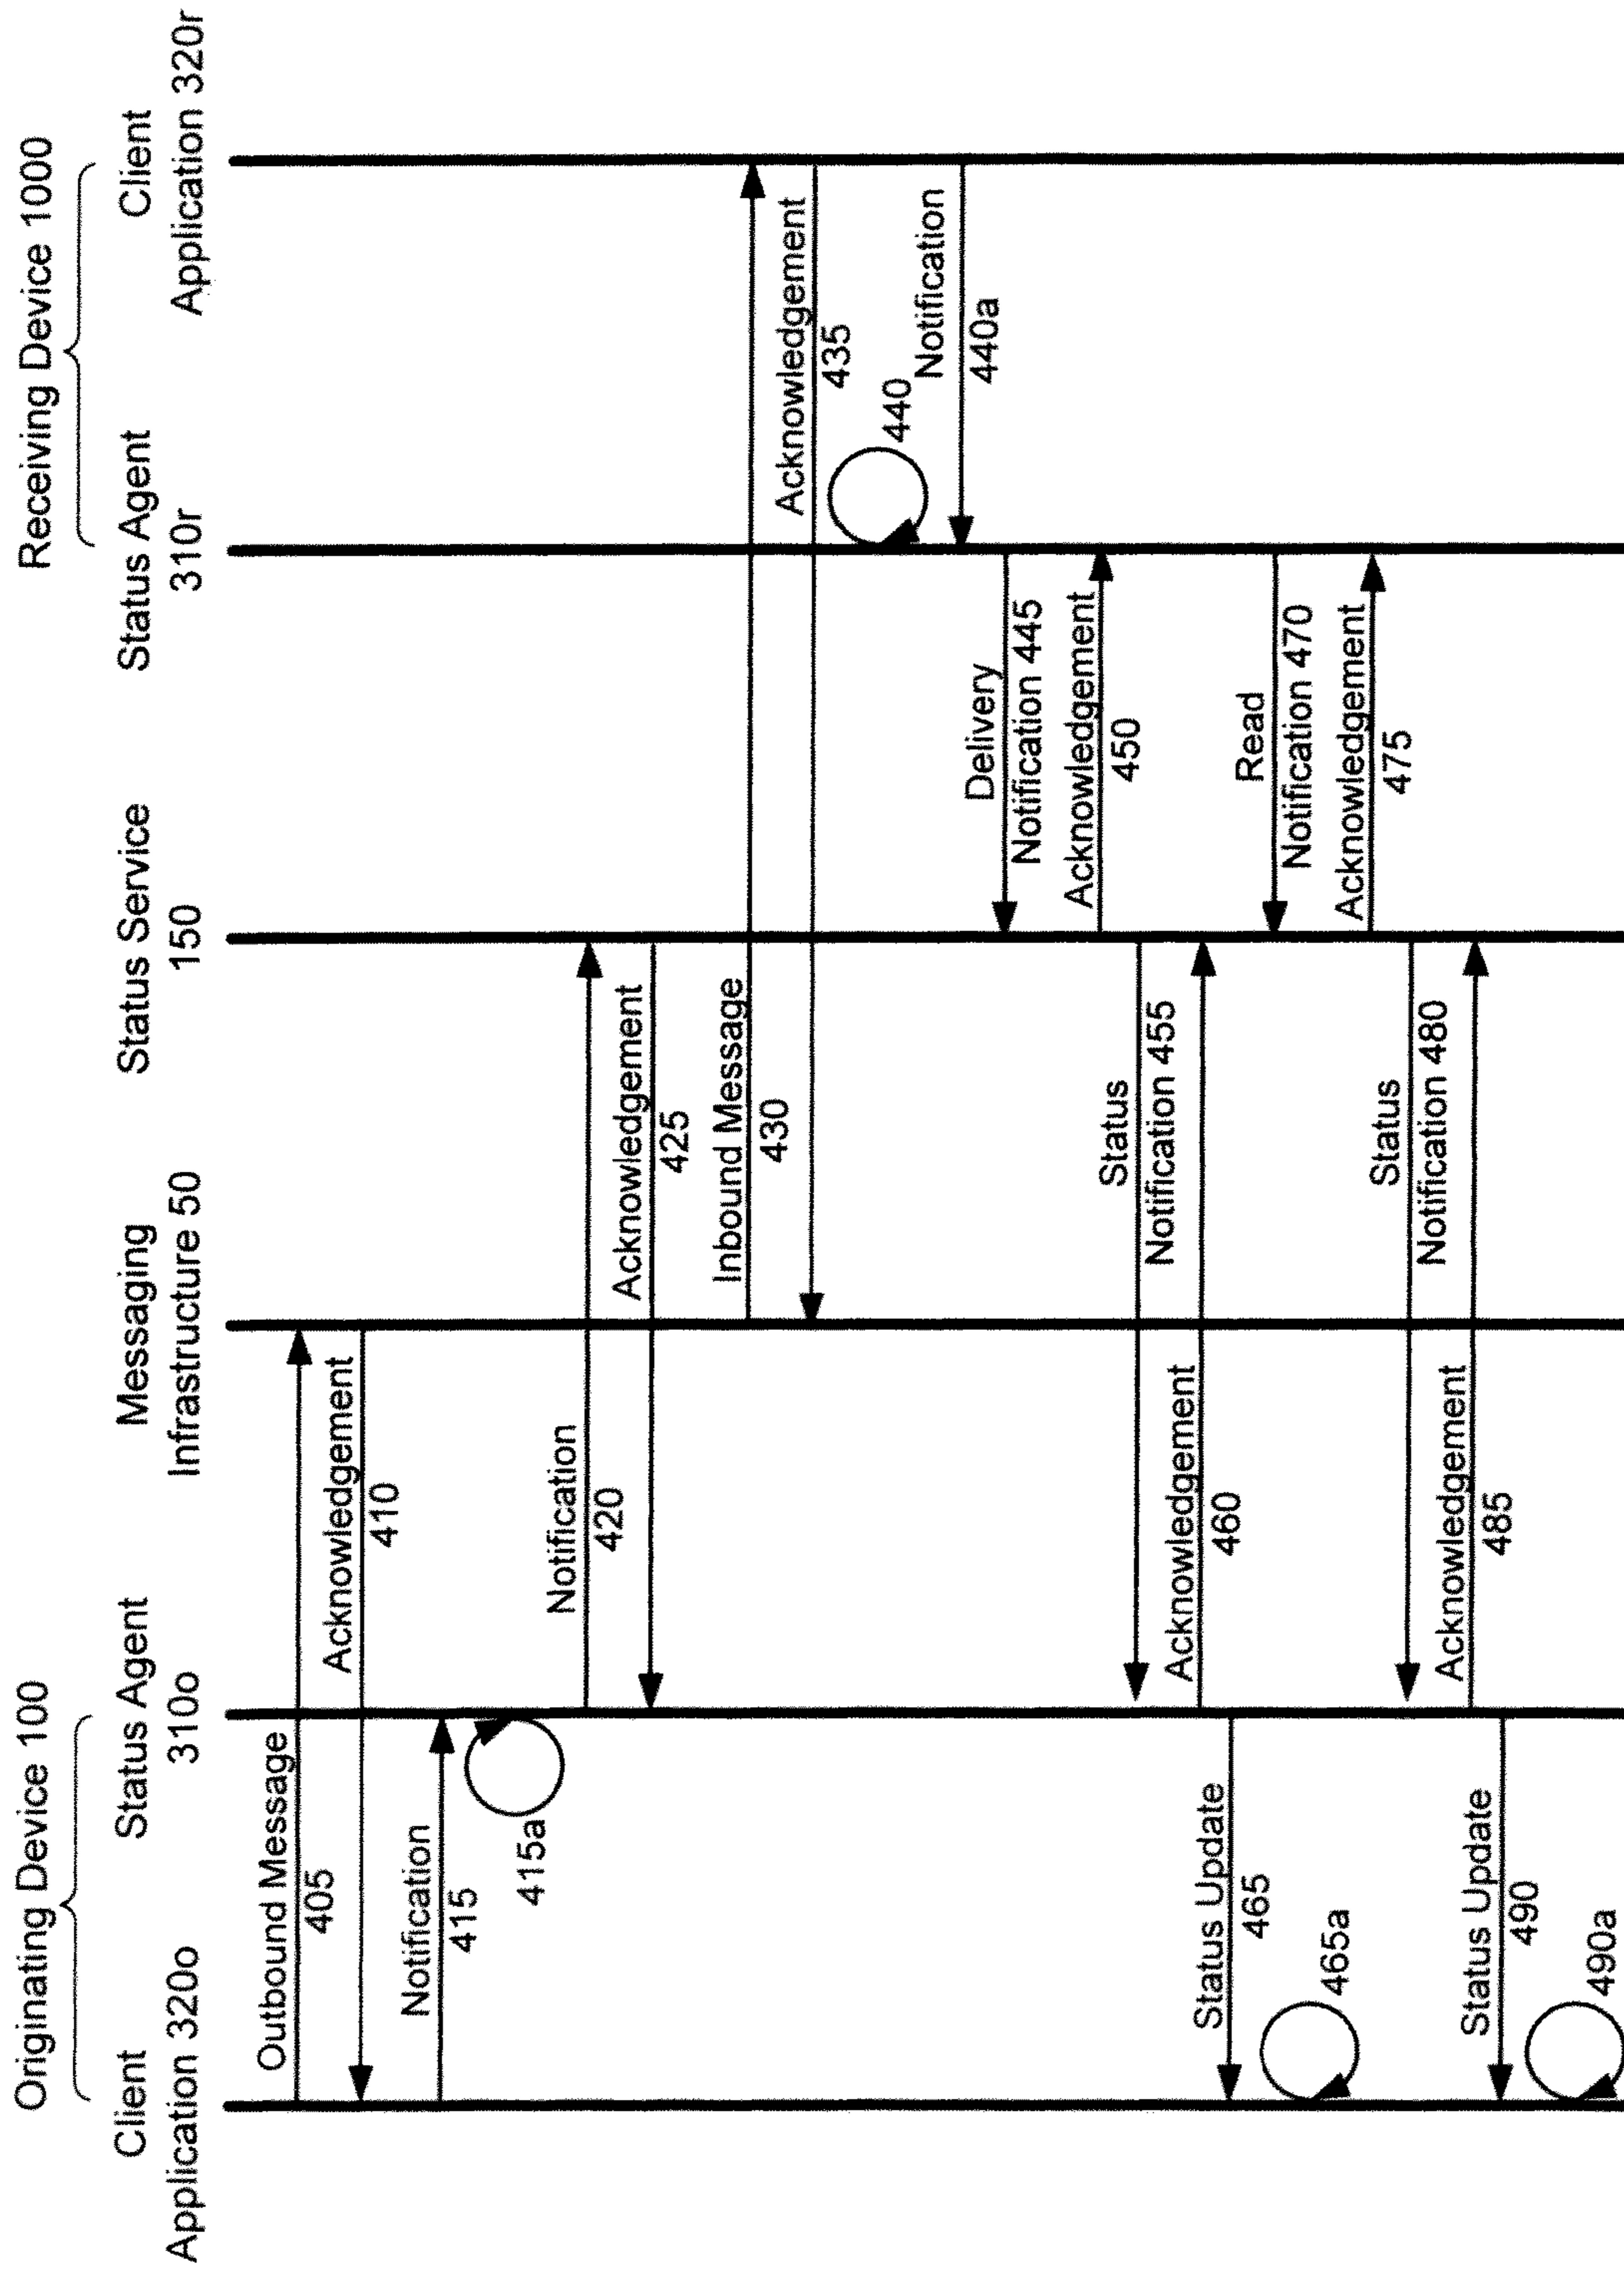 Originating Device 100
Receiving Device 1000
Client
Application 320o
Status Agent
310o
Messaging
Infrastructure 50
Status Service
150
Status Agent
310r
Client
Application 320r
Outbound Message
405
Acknowledgement
410
Notification
415
415a
Notification
420
Acknowledgement
425
Inbound Message
430
Acknowledgement
435
440
Notification
440a
Delivery
Notification 445
Acknowledgement
450
Status
Notification 455
Acknowledgement
460
Status Update
465
465a
Read
Notification 470
Acknowledgement
475
Status
Notification 480
Acknowledgement
485
Status Update
490
490a